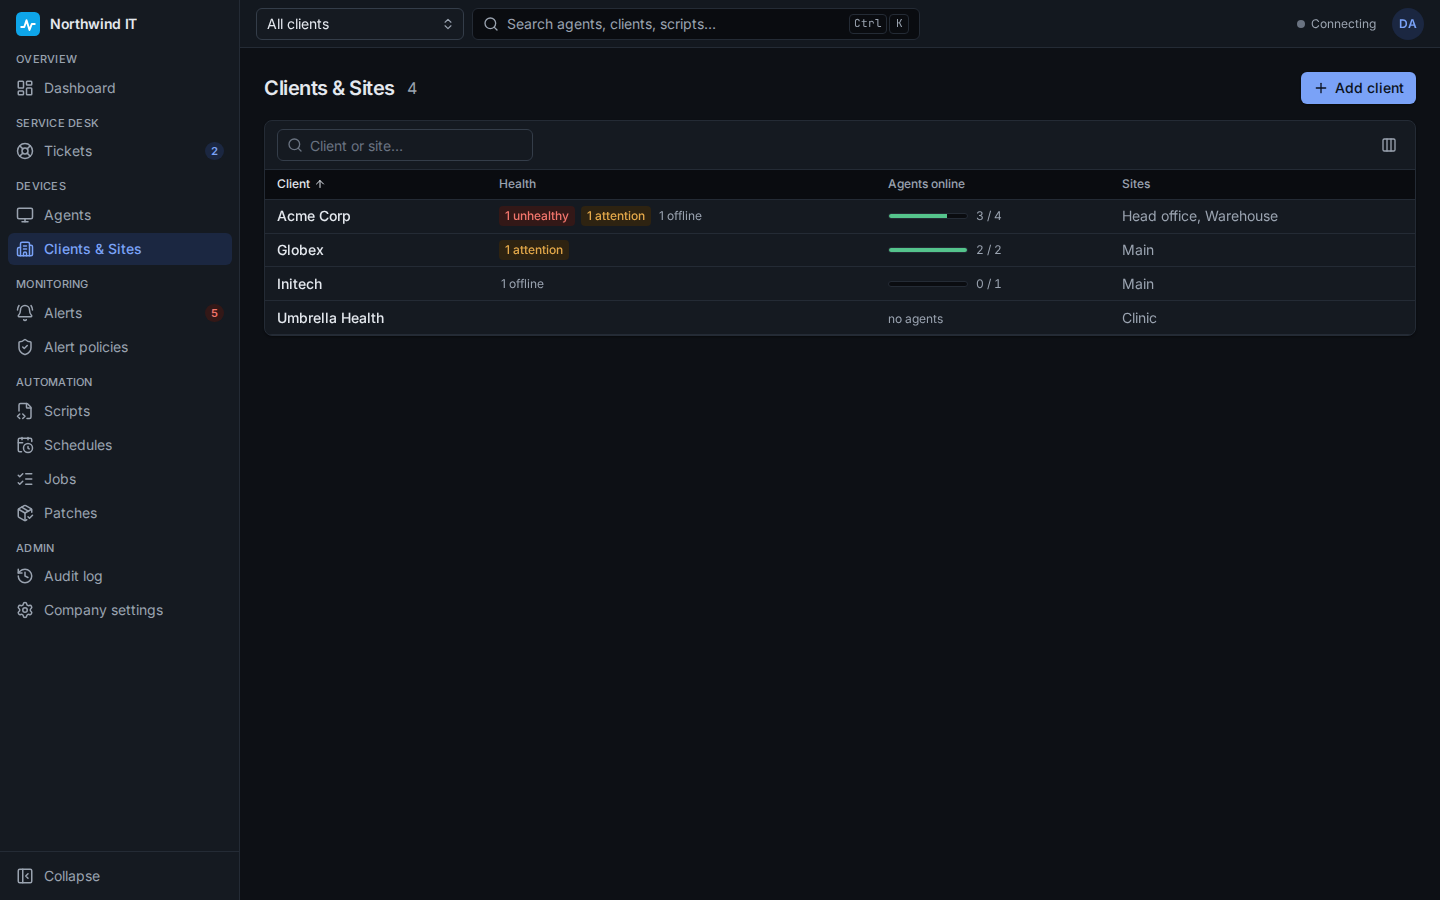 Northwind IT
OVERVIEW
Dashboard
SERVICE DESK
Tickets 2
DEVICES
Agents
Clients & Sites
MONITORING
Alerts 5
Alert policies
AUTOMATION
Scripts
Schedules
Jobs
Patches
ADMIN
Audit log
Company settings
Collapse
All clients
Search agents, clients, scripts... Ctrl K
Connecting DA
Clients & Sites 4
Add client
Client or site...
Client Health Agents online Sites
Acme Corp 1 unhealthy 1 attention 1 offline 3 / 4 Head office, Warehouse
Globex 1 attention 2 / 2 Main
Initech 1 offline 0 / 1 Main
Umbrella Health no agents Clinic